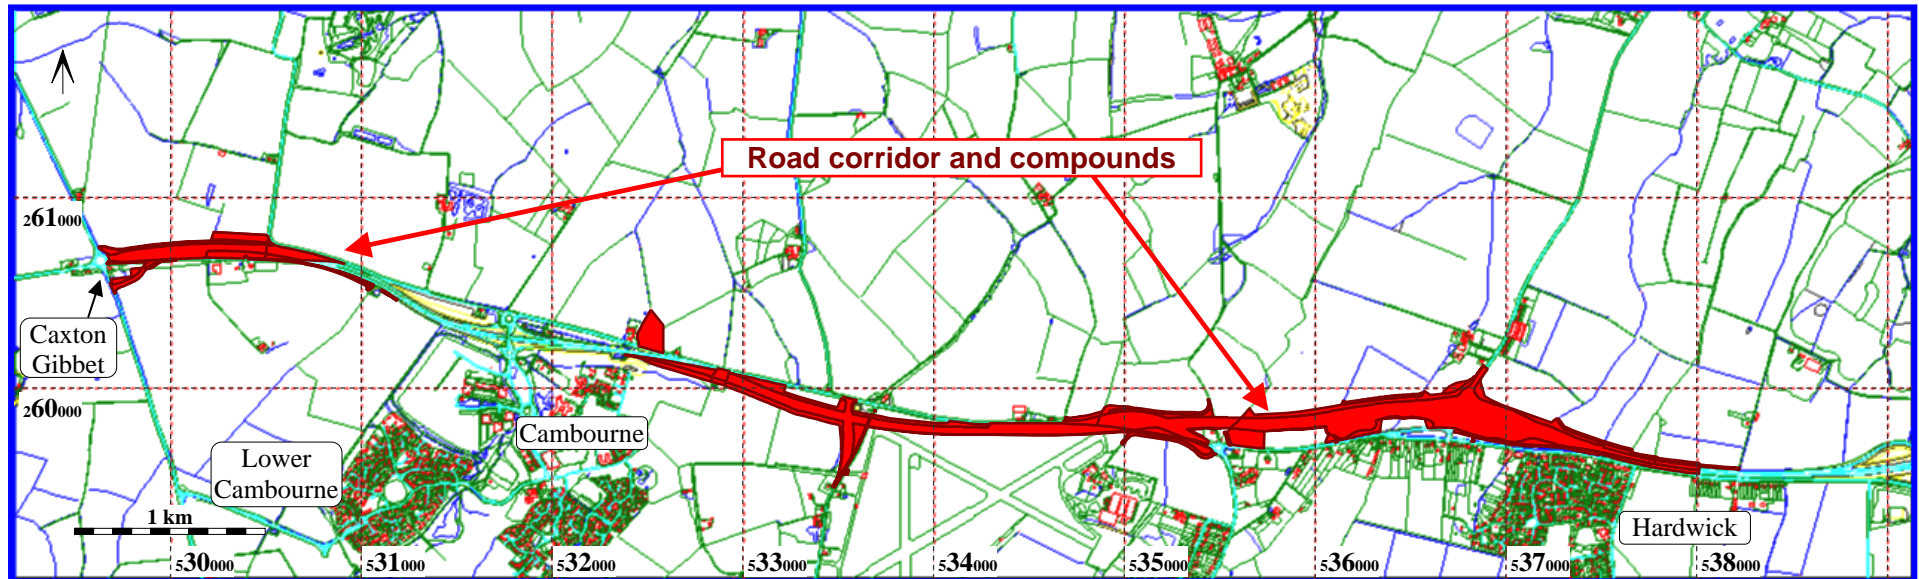 Road corridor and compounds
261000
Caxton
Gibbet
260000
Cambourne
Lower
Cambourne
1 km
Hardwick
530000
531000
532000
533000
534000
535000
536000
537000
538000